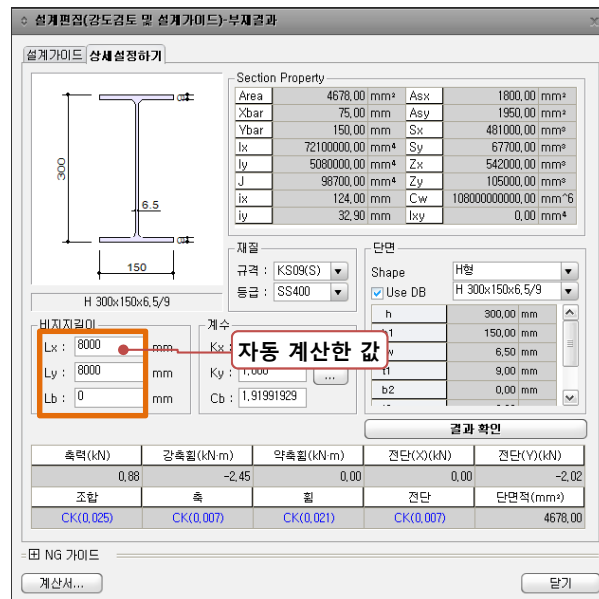 설계편집(강도검토 및 설계가이드)-부재결과
설계가이드 상세설정하기
300
6.5
150
H 300x150x6,5/9
Section Property
Area 4678,00 mm² Asx 1800,00 mm²
Xbar 75,00 mm Asy 1950,00 mm²
Ybar 150,00 mm Sx 481000,00 mm³
Ix 72100000,00 mm⁴ Sy 67700,00 mm³
Iy 5080000,00 mm⁴ Zx 542000,00 mm³
J 98700,00 mm⁴ Zy 105000,00 mm³
ix 124,00 mm Cw 108000000000,00 mm^6
iy 32,90 mm Ixy 0,00 mm⁴
재질
규격 : KS09(S)
등급 : SS400
단면
Shape H형
Use DB H 300x150x6,5/9
h 300,00 mm
150,00 mm
6,50 mm
t1 9,00 mm
b2 0,00 mm
비지지길이
Lx : 8000 mm
Ly : 8000 mm
Lb : 0 mm
계수
Kx :
Ky : 1,000 ...
Cb : 1,91991929
자동 계산한 값
결과 확인
축력(kN) 강축휨(kN·m) 약축휨(kN·m) 전단(X)(kN) 전단(Y)(kN)
0,88 -2,45 0,00 0,00 -2,02
조합 축 휨 전단 단면적(mm²)
CK(0,025) CK(0,007) CK(0,021) CK(0,007) 4678,00
NG 가이드
계산서... 닫기